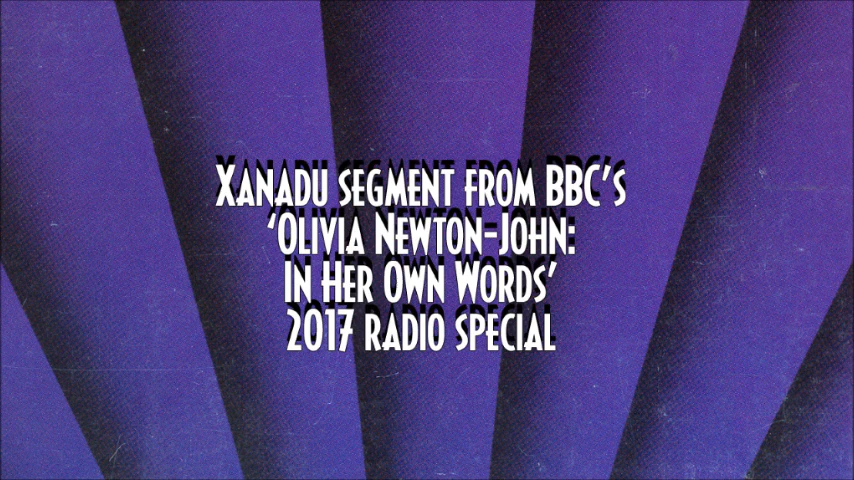 Xanadu segment from BBC's
'Olivia Newton-John:
In Her Own Words'
2017 radio special